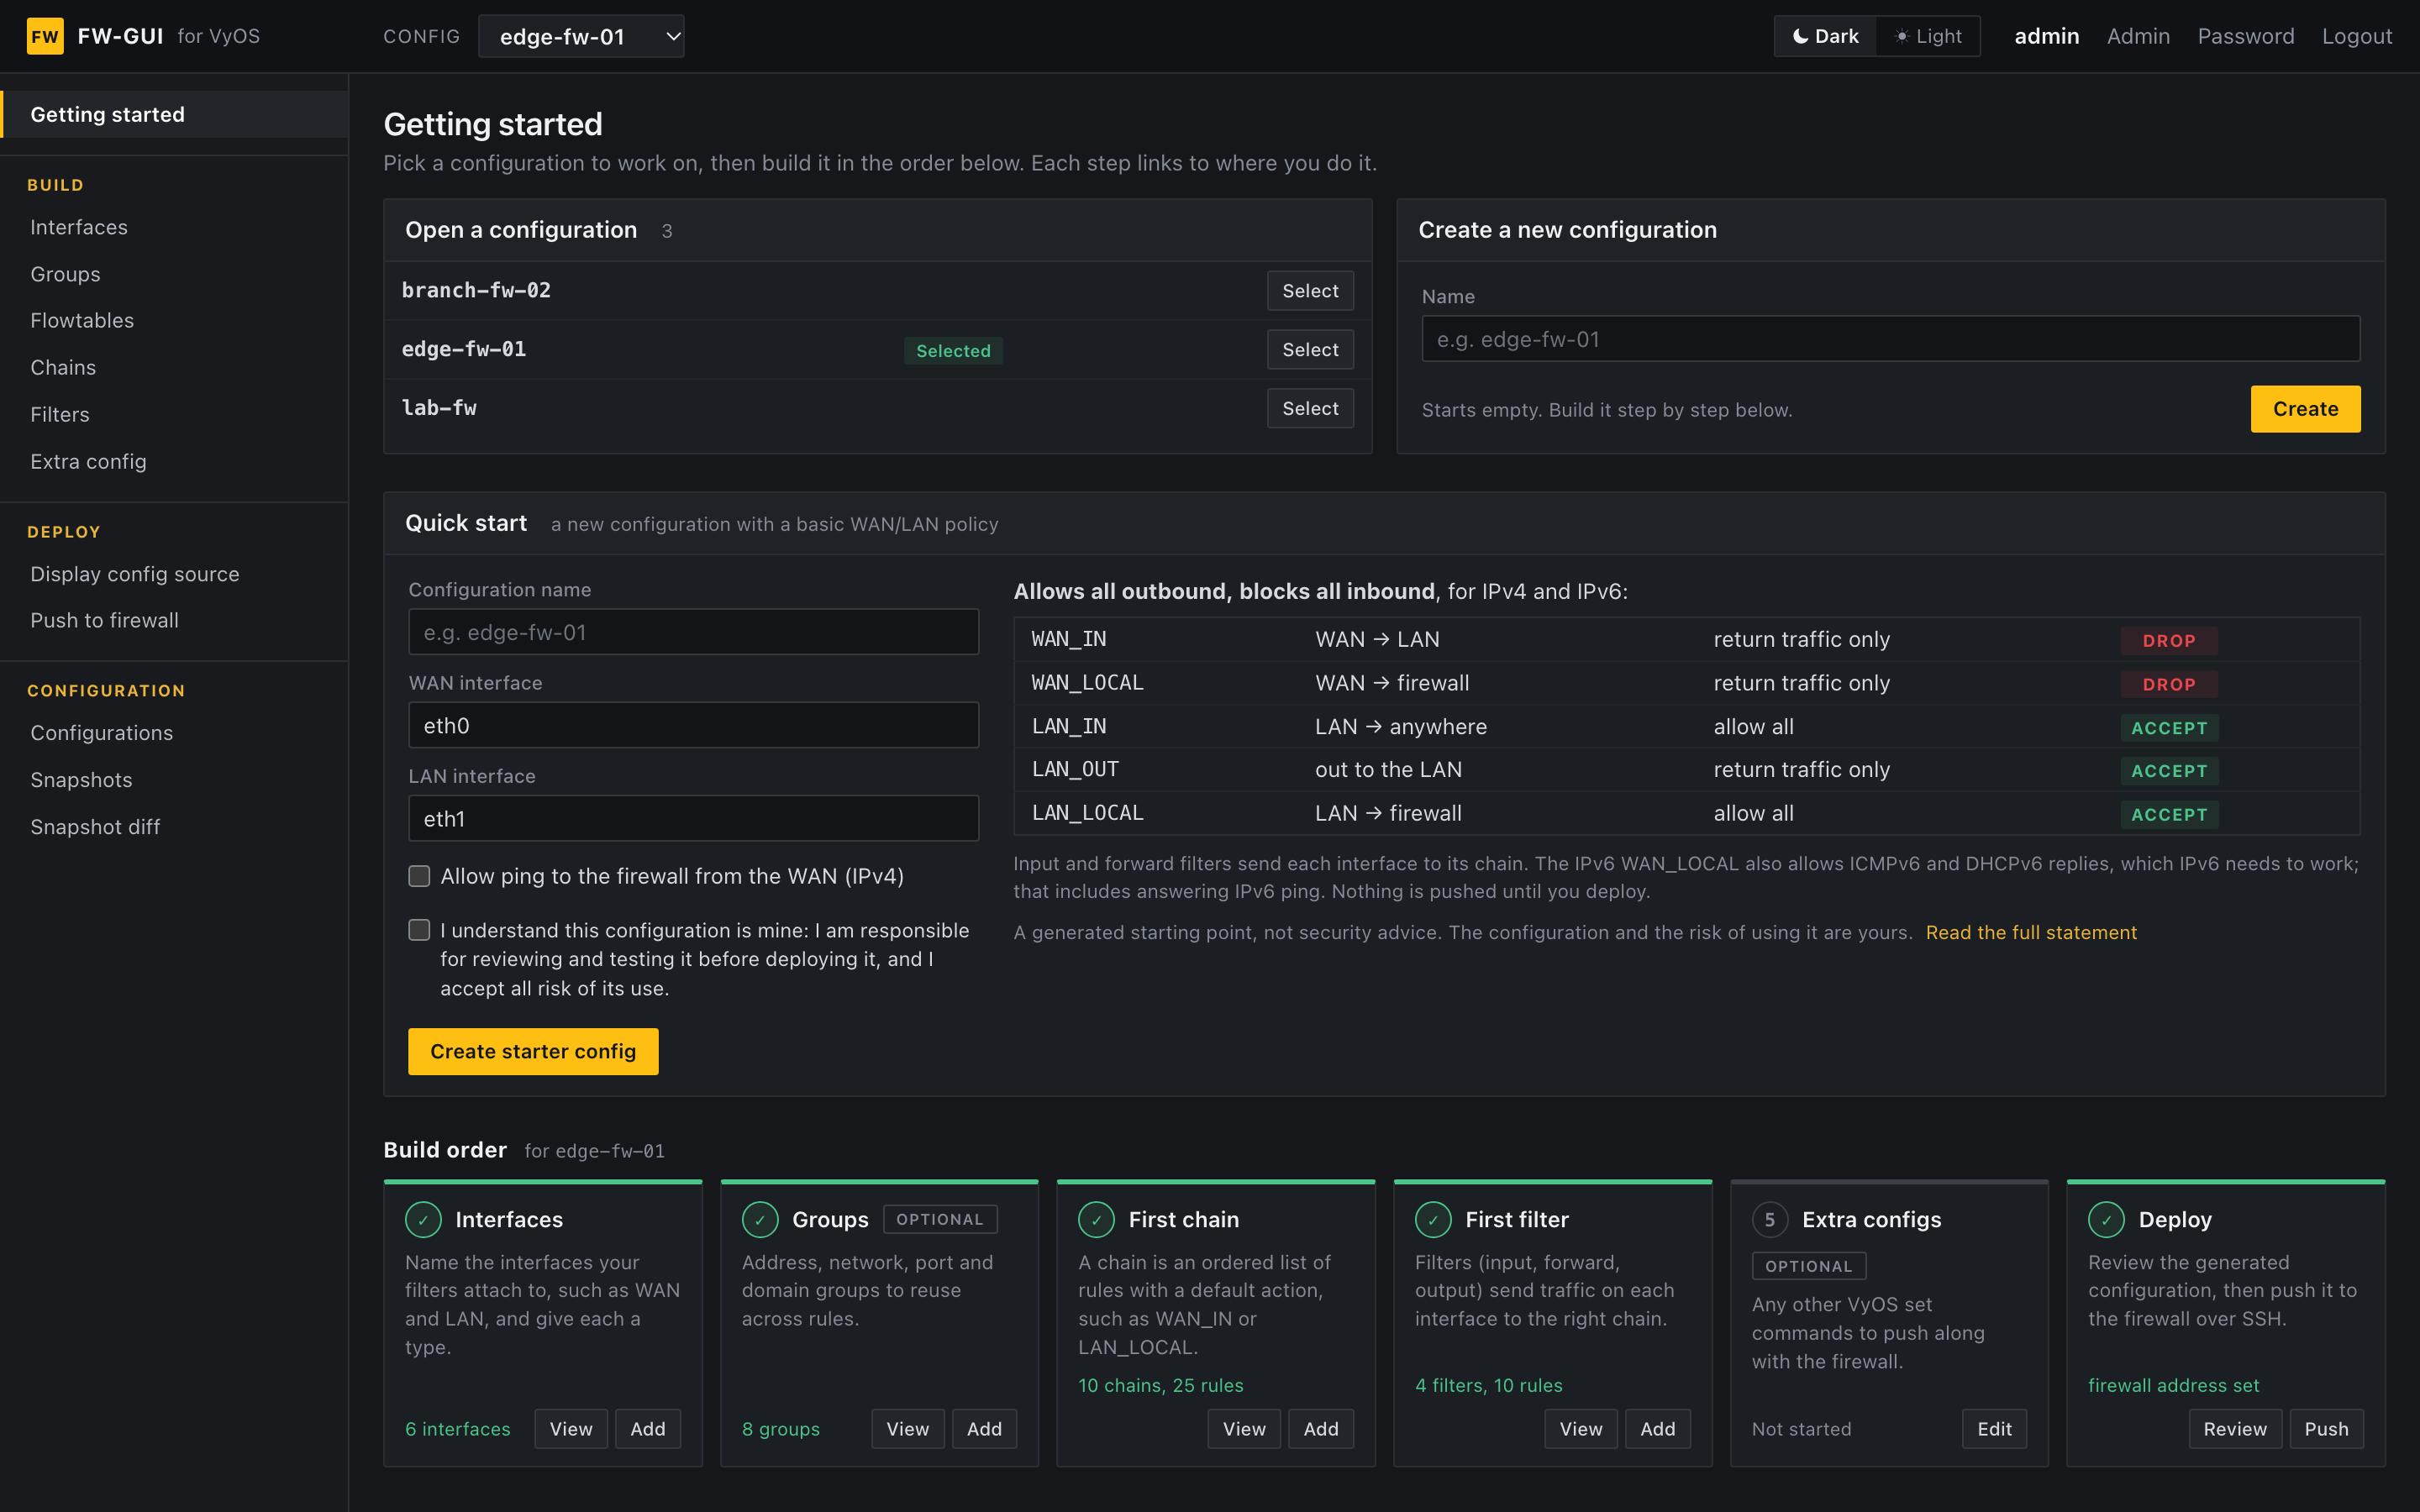 FW FW-GUI for VyOS
CONFIG edge-fw-01
Dark Light admin Admin Password Logout
Getting started
BUILD
Interfaces
Groups
Flowtables
Chains
Filters
Extra config
DEPLOY
Display config source
Push to firewall
CONFIGURATION
Configurations
Snapshots
Snapshot diff
Getting started
Pick a configuration to work on, then build it in the order below. Each step links to where you do it.
Open a configuration 3
branch-fw-02 Select
edge-fw-01 Selected Select
lab-fw Select
Create a new configuration
Name
e.g. edge-fw-01
Starts empty. Build it step by step below. Create
Quick start a new configuration with a basic WAN/LAN policy
Configuration name
e.g. edge-fw-01
WAN interface
eth0
LAN interface
eth1
Allow ping to the firewall from the WAN (IPv4)
I understand this configuration is mine: I am responsible
for reviewing and testing it before deploying it, and I
accept all risk of its use.
Create starter config
Allows all outbound, blocks all inbound, for IPv4 and IPv6:
WAN_IN WAN → LAN return traffic only DROP
WAN_LOCAL WAN → firewall return traffic only DROP
LAN_IN LAN → anywhere allow all ACCEPT
LAN_OUT out to the LAN return traffic only ACCEPT
LAN_LOCAL LAN → firewall allow all ACCEPT
Input and forward filters send each interface to its chain. The IPv6 WAN_LOCAL also allows ICMPv6 and DHCPv6 replies, which IPv6 needs to work;
that includes answering IPv6 ping. Nothing is pushed until you deploy.
A generated starting point, not security advice. The configuration and the risk of using it are yours. Read the full statement
Build order for edge-fw-01
✓ Interfaces
Name the interfaces your
filters attach to, such as WAN
and LAN, and give each a
type.
6 interfaces View Add
✓ Groups OPTIONAL
Address, network, port and
domain groups to reuse
across rules.
8 groups View Add
✓ First chain
A chain is an ordered list of
rules with a default action,
such as WAN_IN or
LAN_LOCAL.
10 chains, 25 rules
View Add
✓ First filter
Filters (input, forward,
output) send traffic on each
interface to the right chain.
4 filters, 10 rules
View Add
5 Extra configs
OPTIONAL
Any other VyOS set
commands to push along
with the firewall.
Not started Edit
✓ Deploy
Review the generated
configuration, then push it to
the firewall over SSH.
firewall address set
Review Push